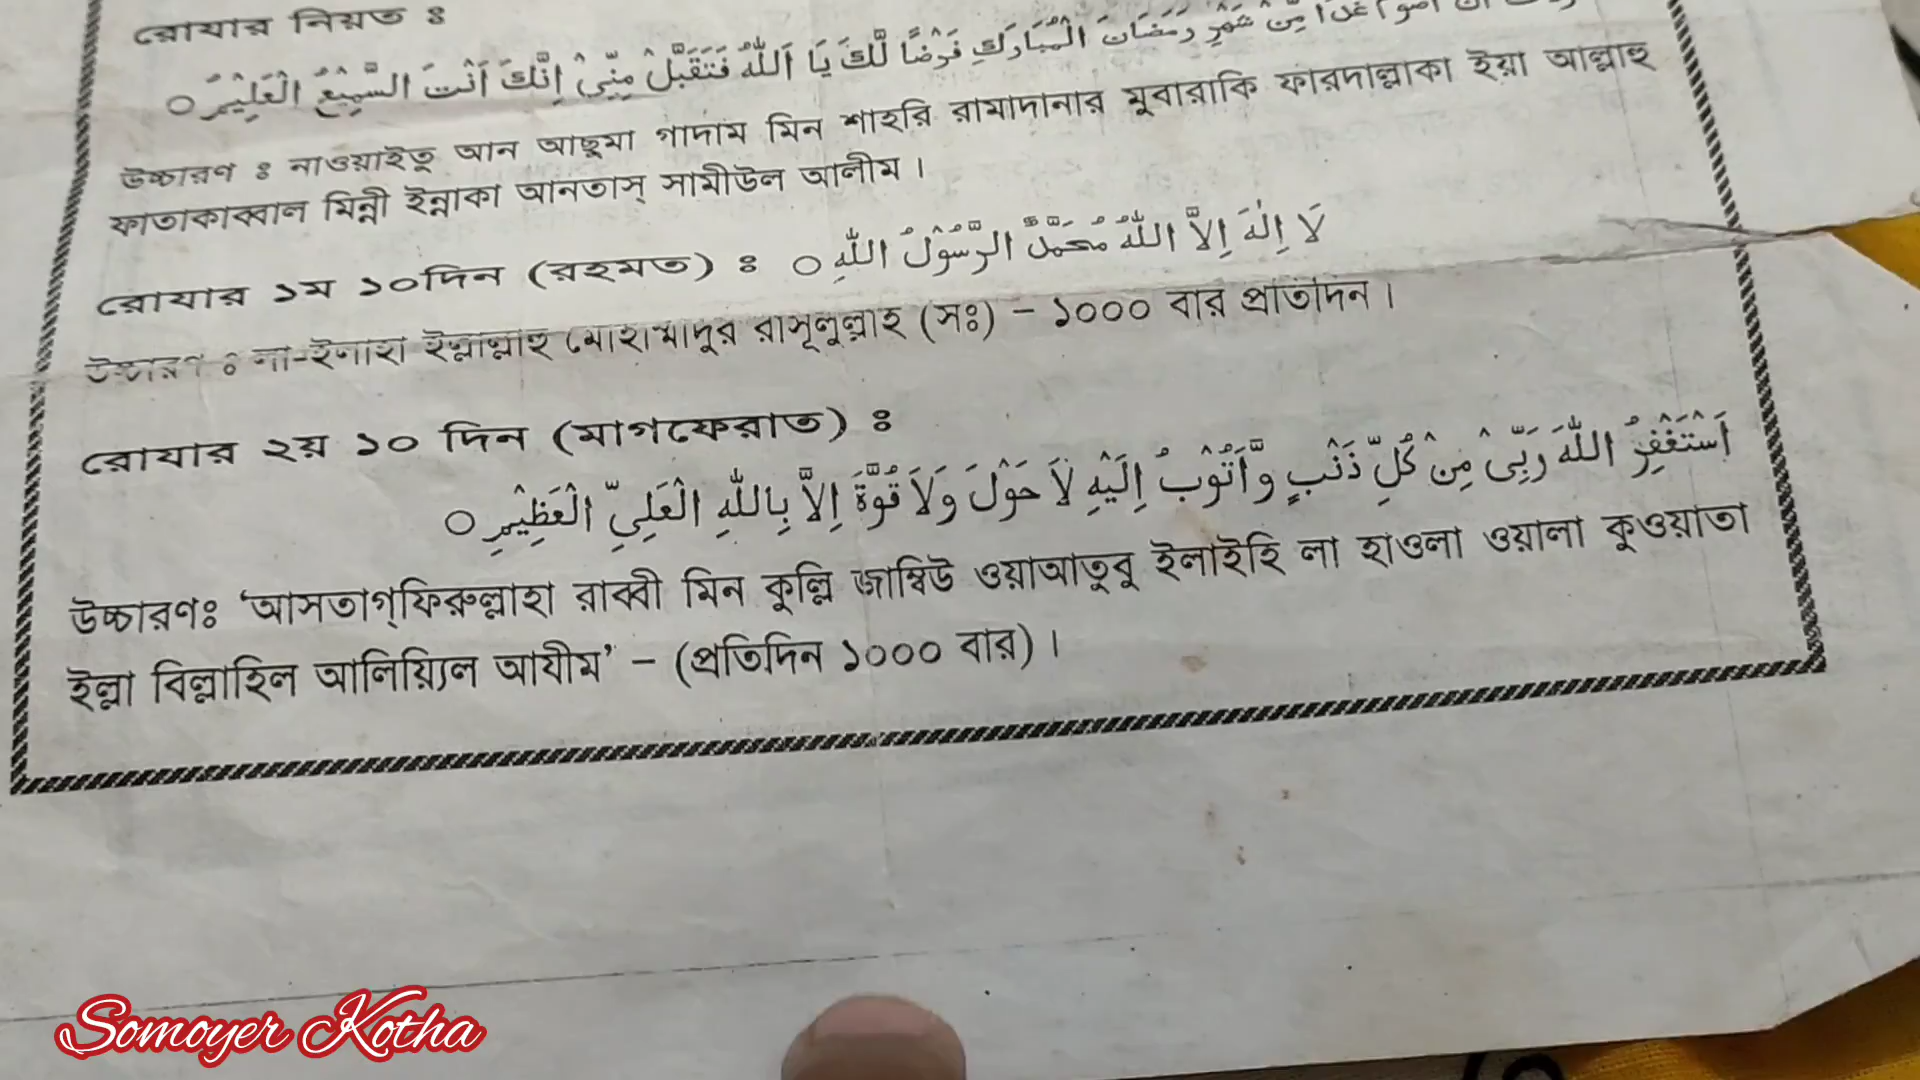 রোযার নিয়ত ঃ
مِّنْ شَهْرِ رَمَضَانَ الْمُبَارَكِ فَرْضًا لَّكَ يَا اَللّٰهُ فَتَقَبَّلْ مِنِّىْ اِنَّكَ اَنْتَ السَّمِيْعُ الْعَلِيْمُ ○
উচ্চারণ ঃ নাওয়াইতু আন আছুমা গাদাম মিন শাহরি রামাদানার মুবারাকি ফারদাল্লাকা ইয়া আল্লাহু
ফাতাকাব্বাল মিন্নী ইন্নাকা আনতাস্ সামীউল আলীম।
রোযার ১ম ১০দিন (রহমত) ঃ لَا اِلٰهَ اِلَّا اللّٰهُ مُحَمَّدٌ الرَّسُوْلُ اللّٰهِ ○
উচ্চারণ ঃ লা-ইলাহা ইল্লাল্লাহু মোহাম্মাদুর রাসূলুল্লাহ (সঃ) – ১০০০ বার প্রতিদিন।
রোযার ২য় ১০ দিন (মাগফেরাত) ঃ
اَسْتَغْفِرُ اللّٰهَ رَبِّىْ مِنْ كُلِّ ذَنْبٍ وَّاَتُوْبُ اِلَيْهِ لَا حَوْلَ وَلَا قُوَّةَ اِلَّا بِاللّٰهِ الْعَلِىِّ الْعَظِيْمِ ○
উচ্চারণঃ ‘আসতাগ্ফিরুল্লাহা রাব্বী মিন কুল্লি জাম্বিউ ওয়াআতুবু ইলাইহি লা হাওলা ওয়ালা কুওয়াতা
ইল্লা বিল্লাহিল আলিয়্যিল আযীম’ – (প্রতিদিন ১০০০ বার)।
Somoyer Kotha